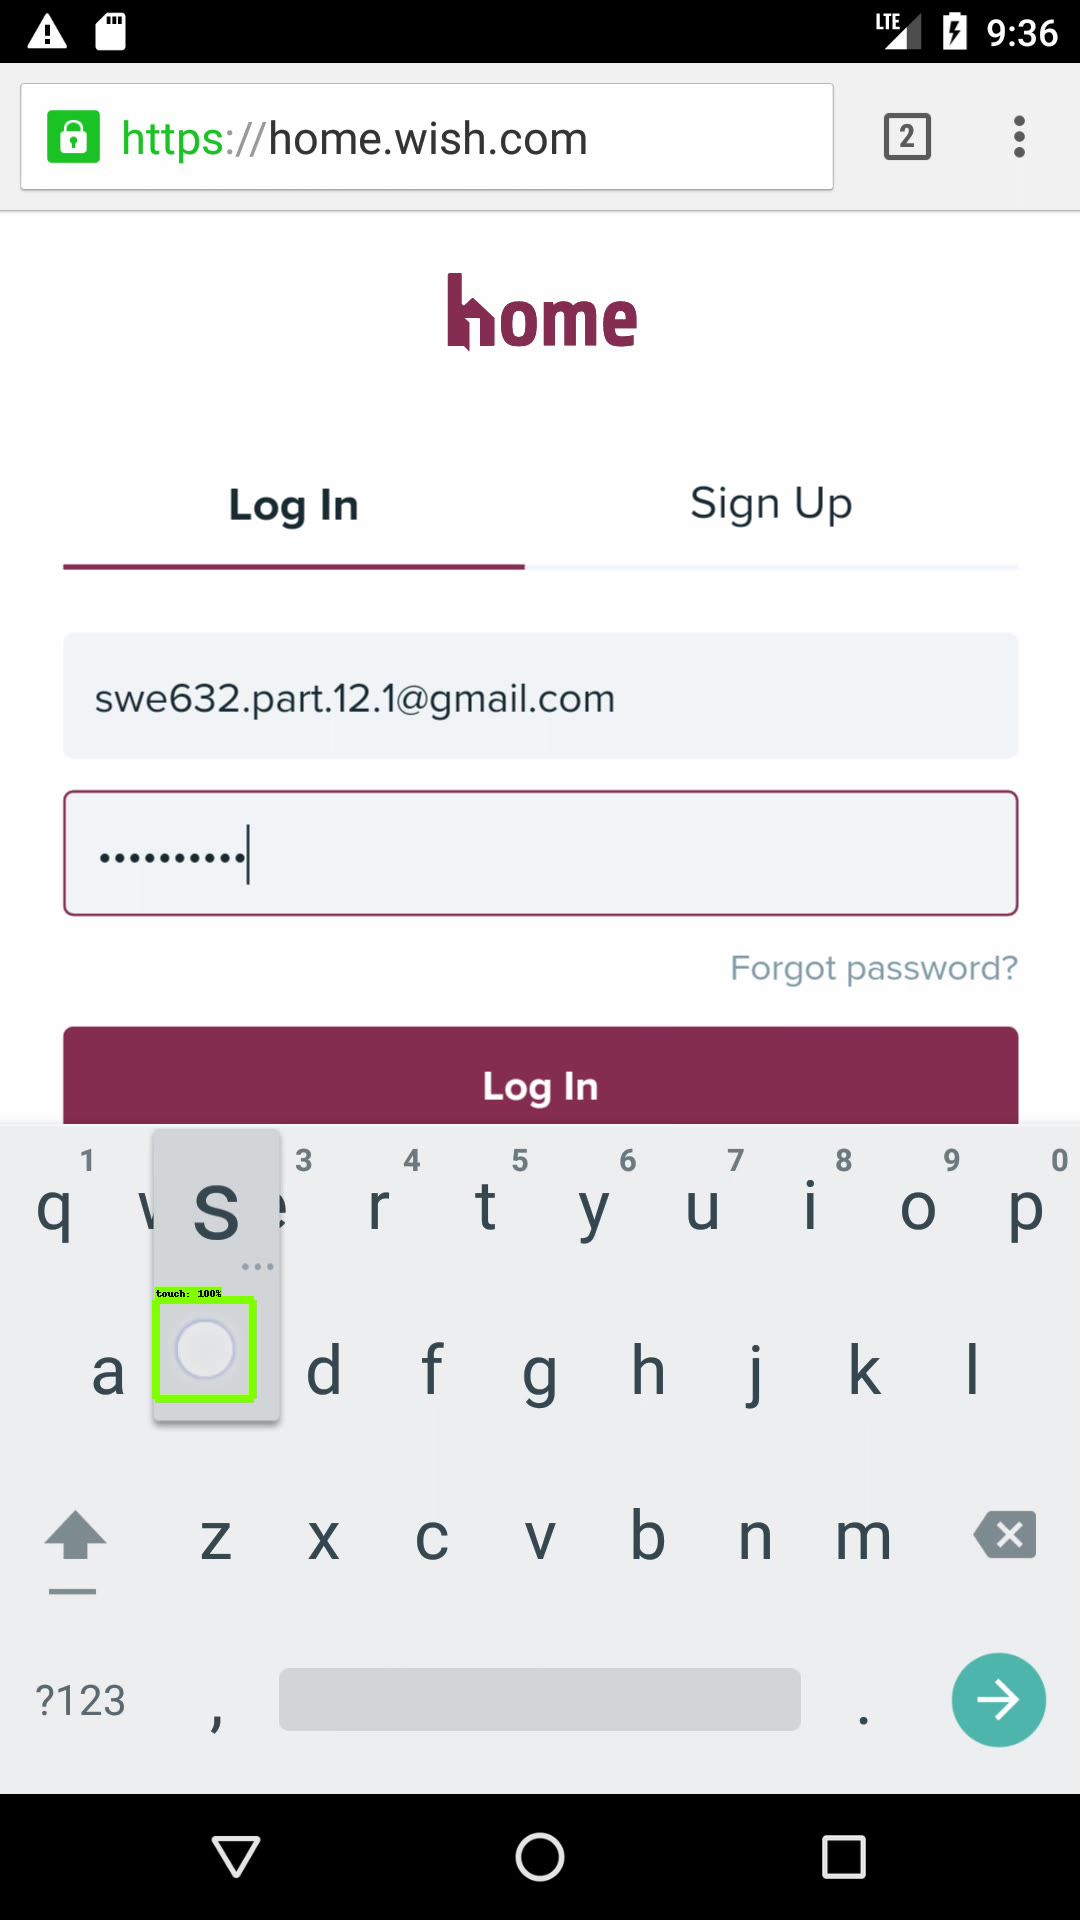 LTE 9:36
https://home.wish.com 2
home
Log In Sign Up
swe632.part.12.1@gmail.com
••••••••••
Forgot password?
Log In
1 3 4 5 6 7 8 9 0
q r t y u i o p
s
touch: 100%
a d f g h j k l
z x c v b n m
?123 , .